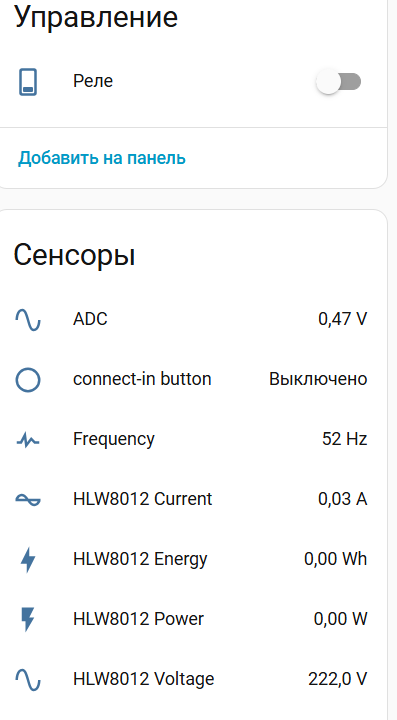 Управление
Реле
Добавить на панель
Сенсоры
ADC 0,47 V
connect-in button Выключено
Frequency 52 Hz
HLW8012 Current 0,03 A
HLW8012 Energy 0,00 Wh
HLW8012 Power 0,00 W
HLW8012 Voltage 222,0 V